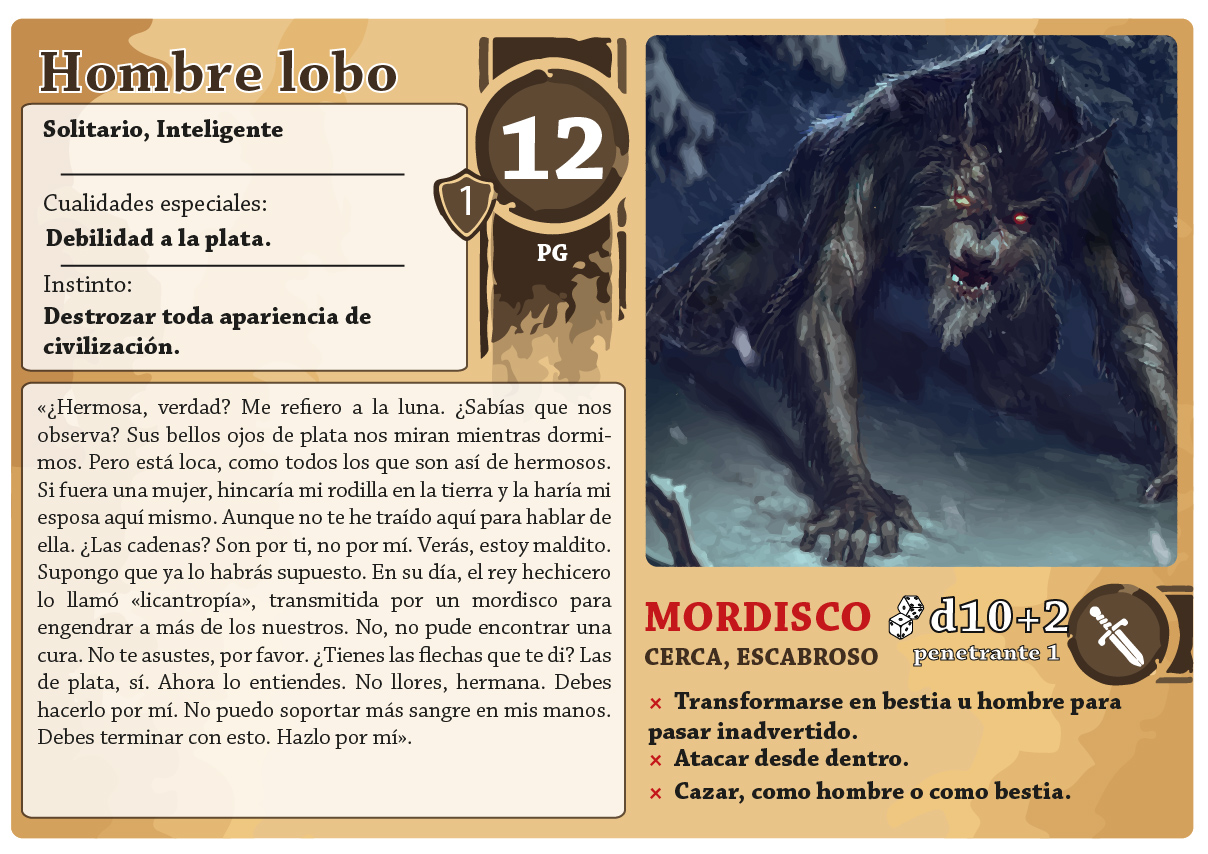 Hombre lobo
Solitario, Inteligente
Cualidades especiales:
Debilidad a la plata.
Instinto:
Destrozar toda apariencia de
civilización.
12
1
PG
«¿Hermosa, verdad? Me refiero a la luna. ¿Sabías que nos
observa? Sus bellos ojos de plata nos miran mientras dormi-
mos. Pero está loca, como todos los que son así de hermosos.
Si fuera una mujer, hincaría mi rodilla en la tierra y la haría mi
esposa aquí mismo. Aunque no te he traído aquí para hablar de
ella. ¿Las cadenas? Son por ti, no por mí. Verás, estoy maldito.
Supongo que ya lo habrás supuesto. En su día, el rey hechicero
lo llamó «licantropía», transmitida por un mordisco para
engendrar a más de los nuestros. No, no pude encontrar una
cura. No te asustes, por favor. ¿Tienes las flechas que te di? Las
de plata, sí. Ahora lo entiendes. No llores, hermana. Debes
hacerlo por mí. No puedo soportar más sangre en mis manos.
Debes terminar con esto. Hazlo por mí».
MORDISCO d10+2
CERCA, ESCABROSO penetrante 1
× Transformarse en bestia u hombre para
pasar inadvertido.
× Atacar desde dentro.
× Cazar, como hombre o como bestia.